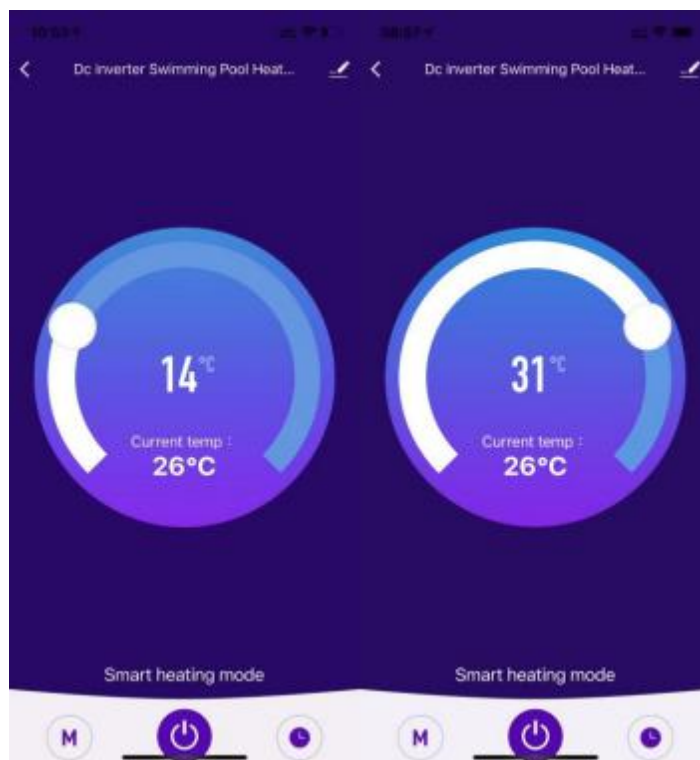 Dc inverter Swimming Pool Heat...
14°C
Current temp :
26°C
Smart heating mode
M
Dc inverter Swimming Pool Heat...
31°C
Current temp :
26°C
Smart heating mode
M